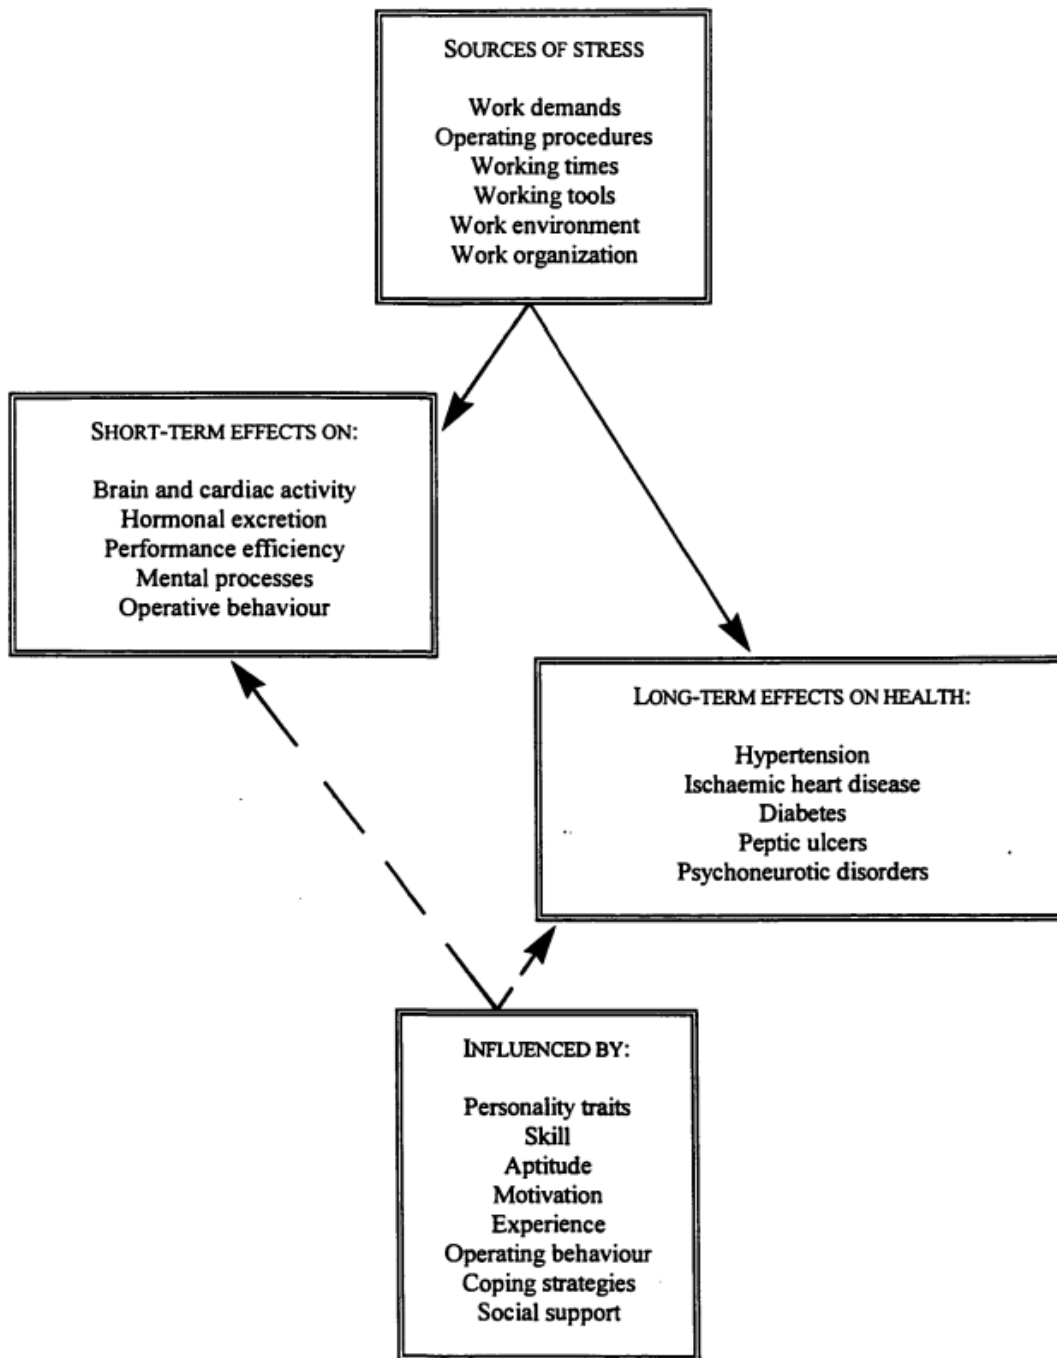 SOURCES OF STRESS
Work demands
Operating procedures
Working times
Working tools
Work environment
Work organization
SHORT-TERM EFFECTS ON:
Brain and cardiac activity
Hormonal excretion
Performance efficiency
Mental processes
Operative behaviour
LONG-TERM EFFECTS ON HEALTH:
Hypertension
Ischaemic heart disease
Diabetes
Peptic ulcers
Psychoneurotic disorders
INFLUENCED BY:
Personality traits
Skill
Aptitude
Motivation
Experience
Operating behaviour
Coping strategies
Social support